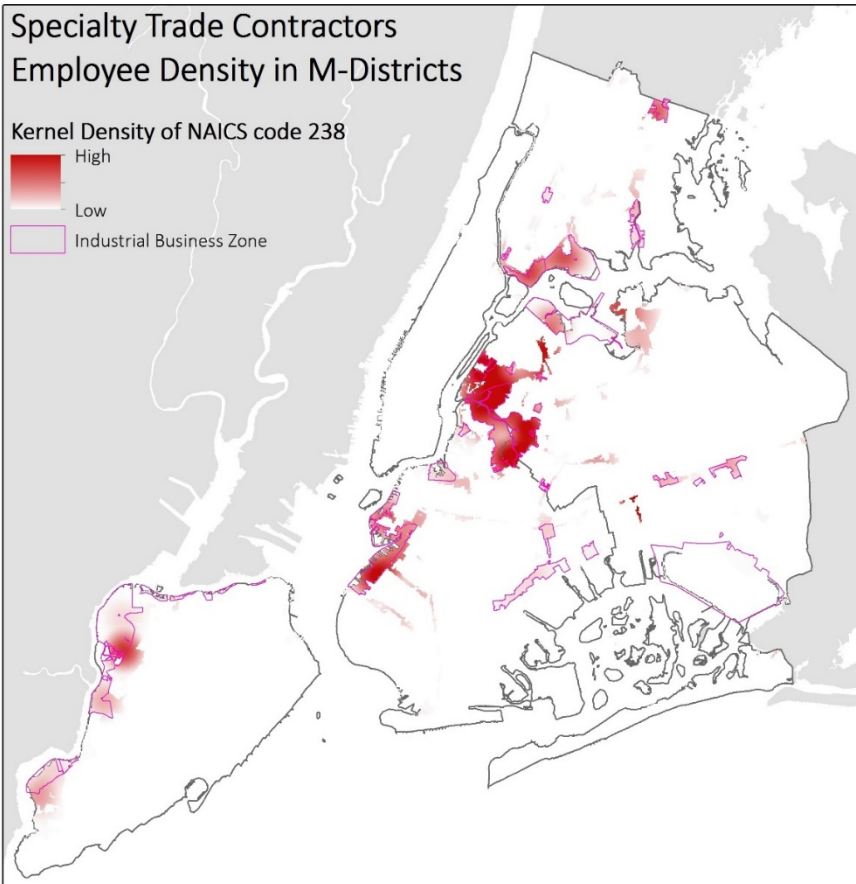 Specialty Trade Contractors
Employee Density in M-Districts
Kernel Density of NAICS code 238
High
Low
Industrial Business Zone